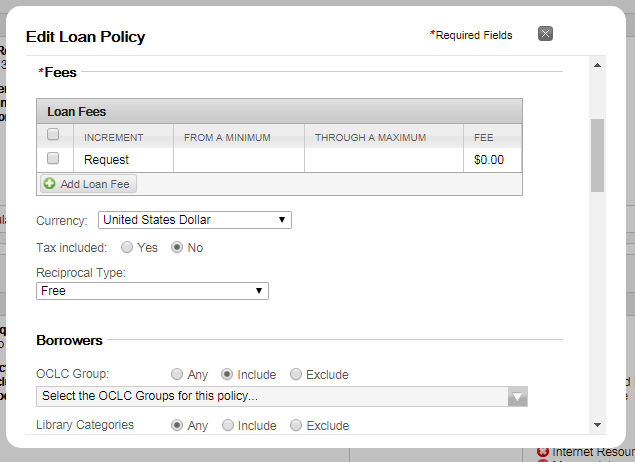 Edit Loan Policy
*Required Fields
*Fees
Loan Fees
INCREMENT FROM A MINIMUM THROUGH A MAXIMUM FEE
Request $0.00
Add Loan Fee
Currency: United States Dollar
Tax included: Yes No
Reciprocal Type:
Free
Borrowers
OCLC Group: Any Include Exclude
Select the OCLC Groups for this policy...
Library Categories Any Include Exclude
Internet Resour